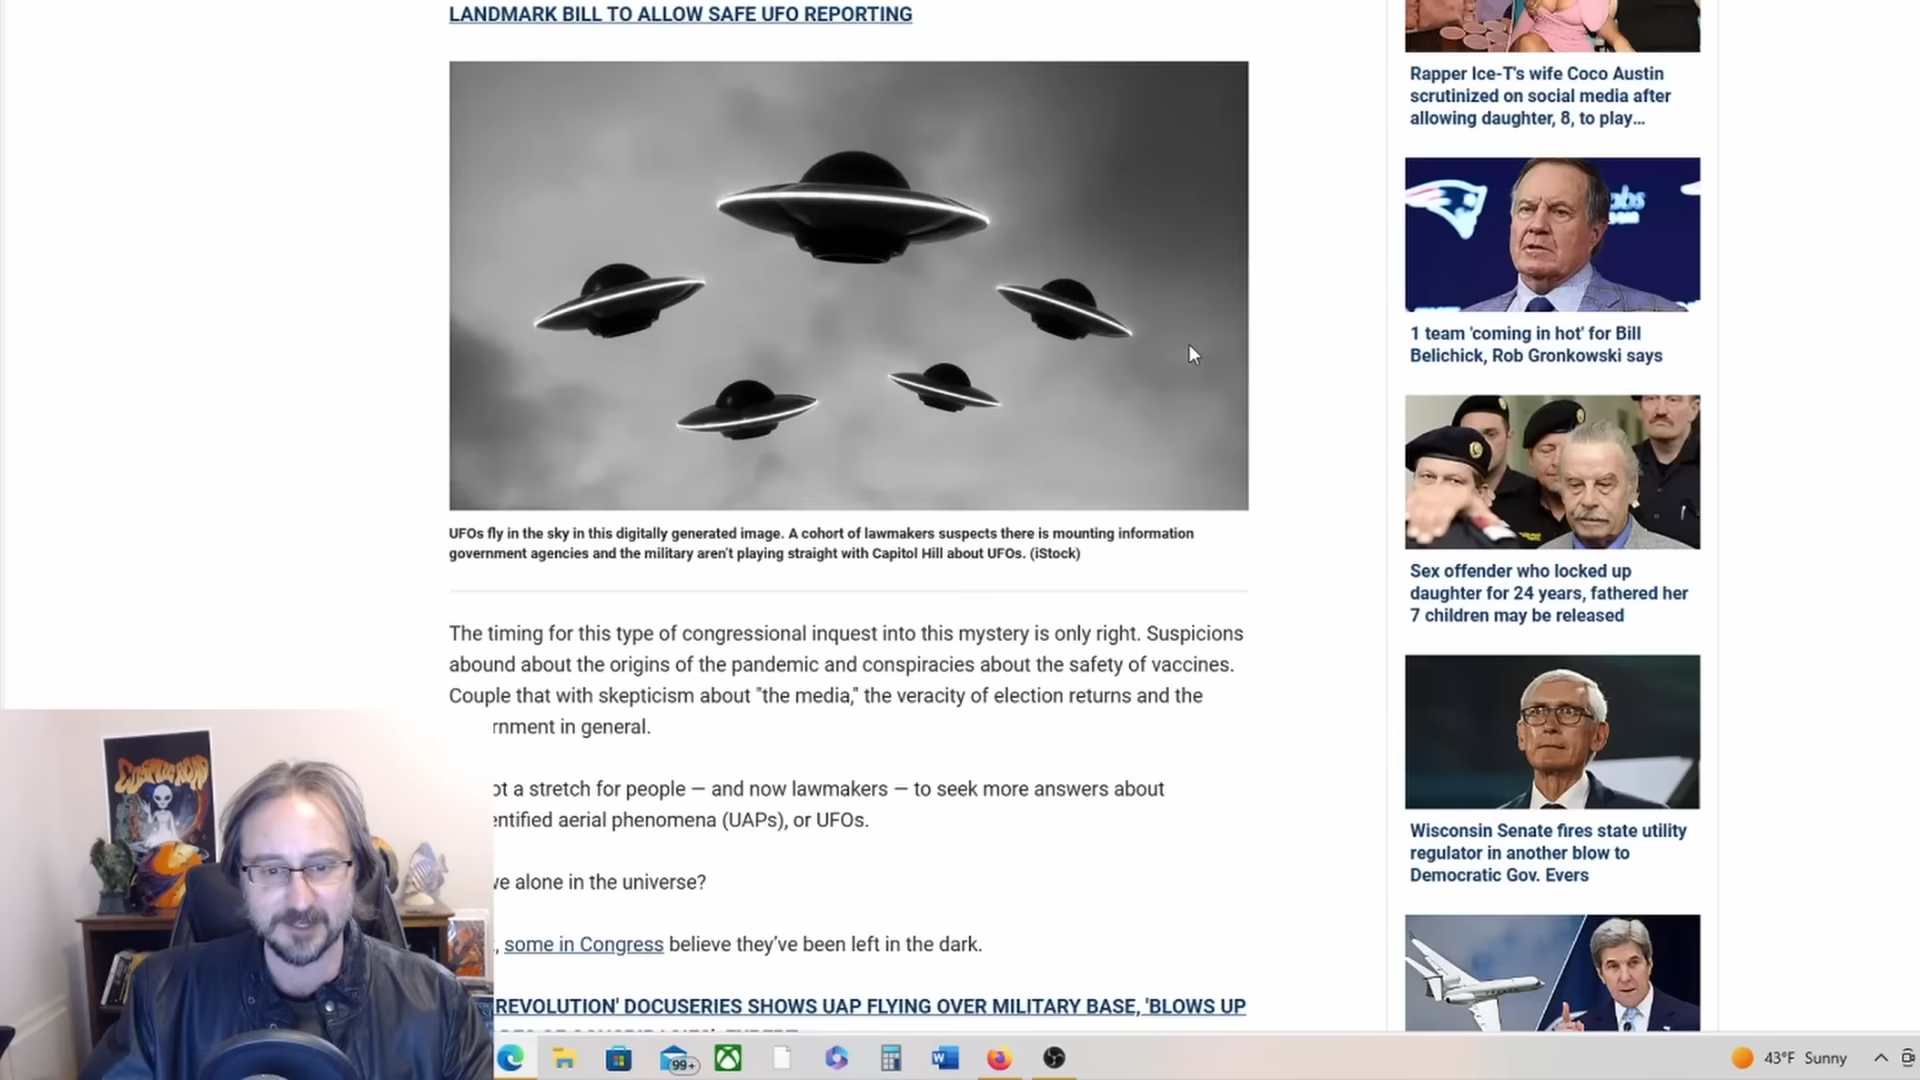 LANDMARK BILL TO ALLOW SAFE UFO REPORTING
UFOs fly in the sky in this digitally generated image. A cohort of lawmakers suspects there is mounting information
government agencies and the military aren't playing straight with Capitol Hill about UFOs. (iStock)
The timing for this type of congressional inquest into this mystery is only right. Suspicions
abound about the origins of the pandemic and conspiracies about the safety of vaccines.
Couple that with skepticism about "the media," the veracity of election returns and the
rnment in general.
ot a stretch for people — and now lawmakers — to seek more answers about
entified aerial phenomena (UAPs), or UFOs.
ve alone in the universe?
, some in Congress believe they've been left in the dark.
REVOLUTION' DOCUSERIES SHOWS UAP FLYING OVER MILITARY BASE, 'BLOWS UP
Rapper Ice-T's wife Coco Austin
scrutinized on social media after
allowing daughter, 8, to play...
1 team 'coming in hot' for Bill
Belichick, Rob Gronkowski says
Sex offender who locked up
daughter for 24 years, fathered her
7 children may be released
Wisconsin Senate fires state utility
regulator in another blow to
Democratic Gov. Evers
99+
43°F Sunny